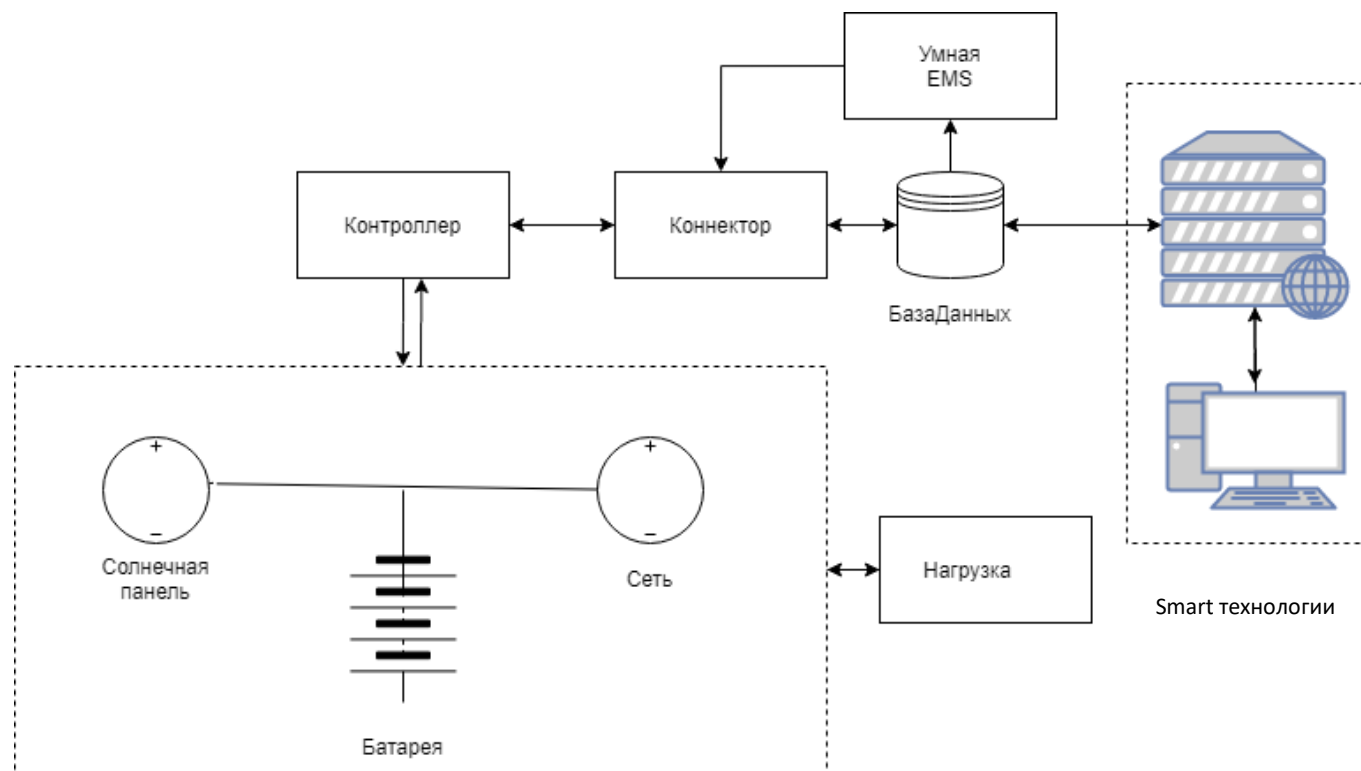 Умная
EMS
Контроллер
Коннектор
БазаДанных
+
+
−
−
Солнечная
панель
Сеть
Нагрузка
Smart технологии
Батарея